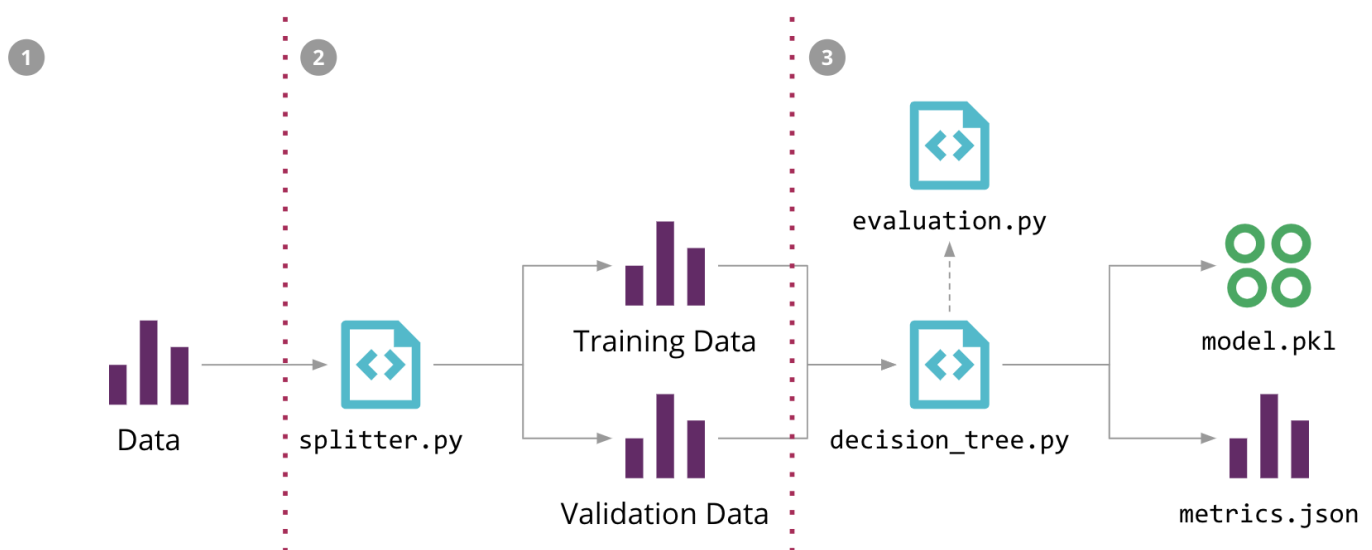 1
2
3
evaluation.py
Training Data
model.pkl
Data
splitter.py
decision_tree.py
Validation Data
metrics.json